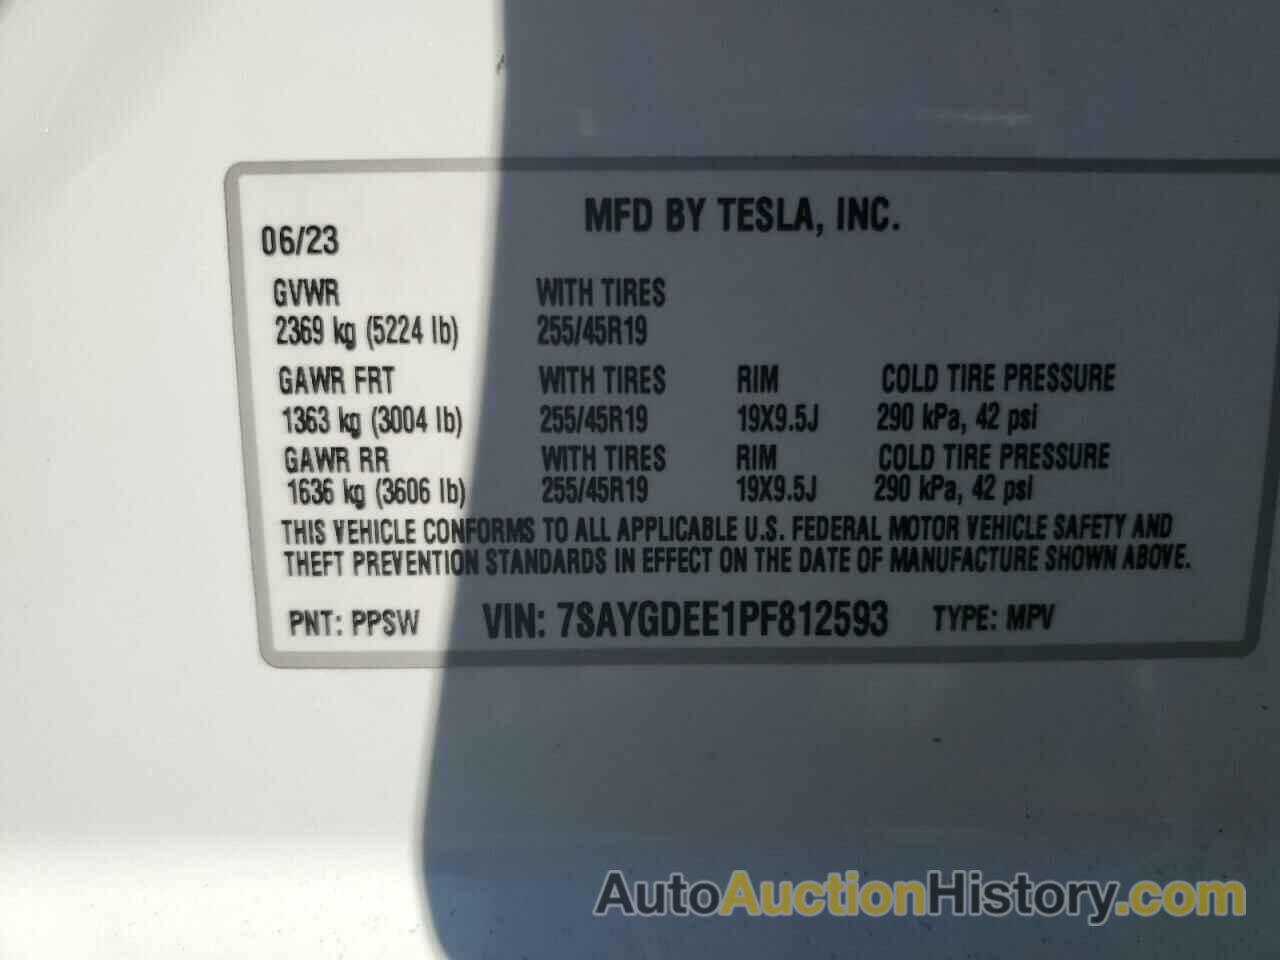 MFD BY TESLA, INC.
06/23
GVWR WITH TIRES
2369 kg (5224 lb) 255/45R19
GAWR FRT WITH TIRES RIM COLD TIRE PRESSURE
1363 kg (3004 lb) 255/45R19 19X9.5J 290 kPa, 42 psi
GAWR RR WITH TIRES RIM COLD TIRE PRESSURE
1636 kg (3606 lb) 255/45R19 19X9.5J 290 kPa, 42 psi
THIS VEHICLE CONFORMS TO ALL APPLICABLE U.S. FEDERAL MOTOR VEHICLE SAFETY AND
THEFT PREVENTION STANDARDS IN EFFECT ON THE DATE OF MANUFACTURE SHOWN ABOVE.
PNT: PPSW VIN: 7SAYGDEE1PF812593 TYPE: MPV
AutoAuctionHistory.com